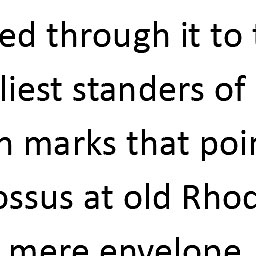 ed through it to
liest standers of
marks that poin
ossus at old Rhod
mere envelope